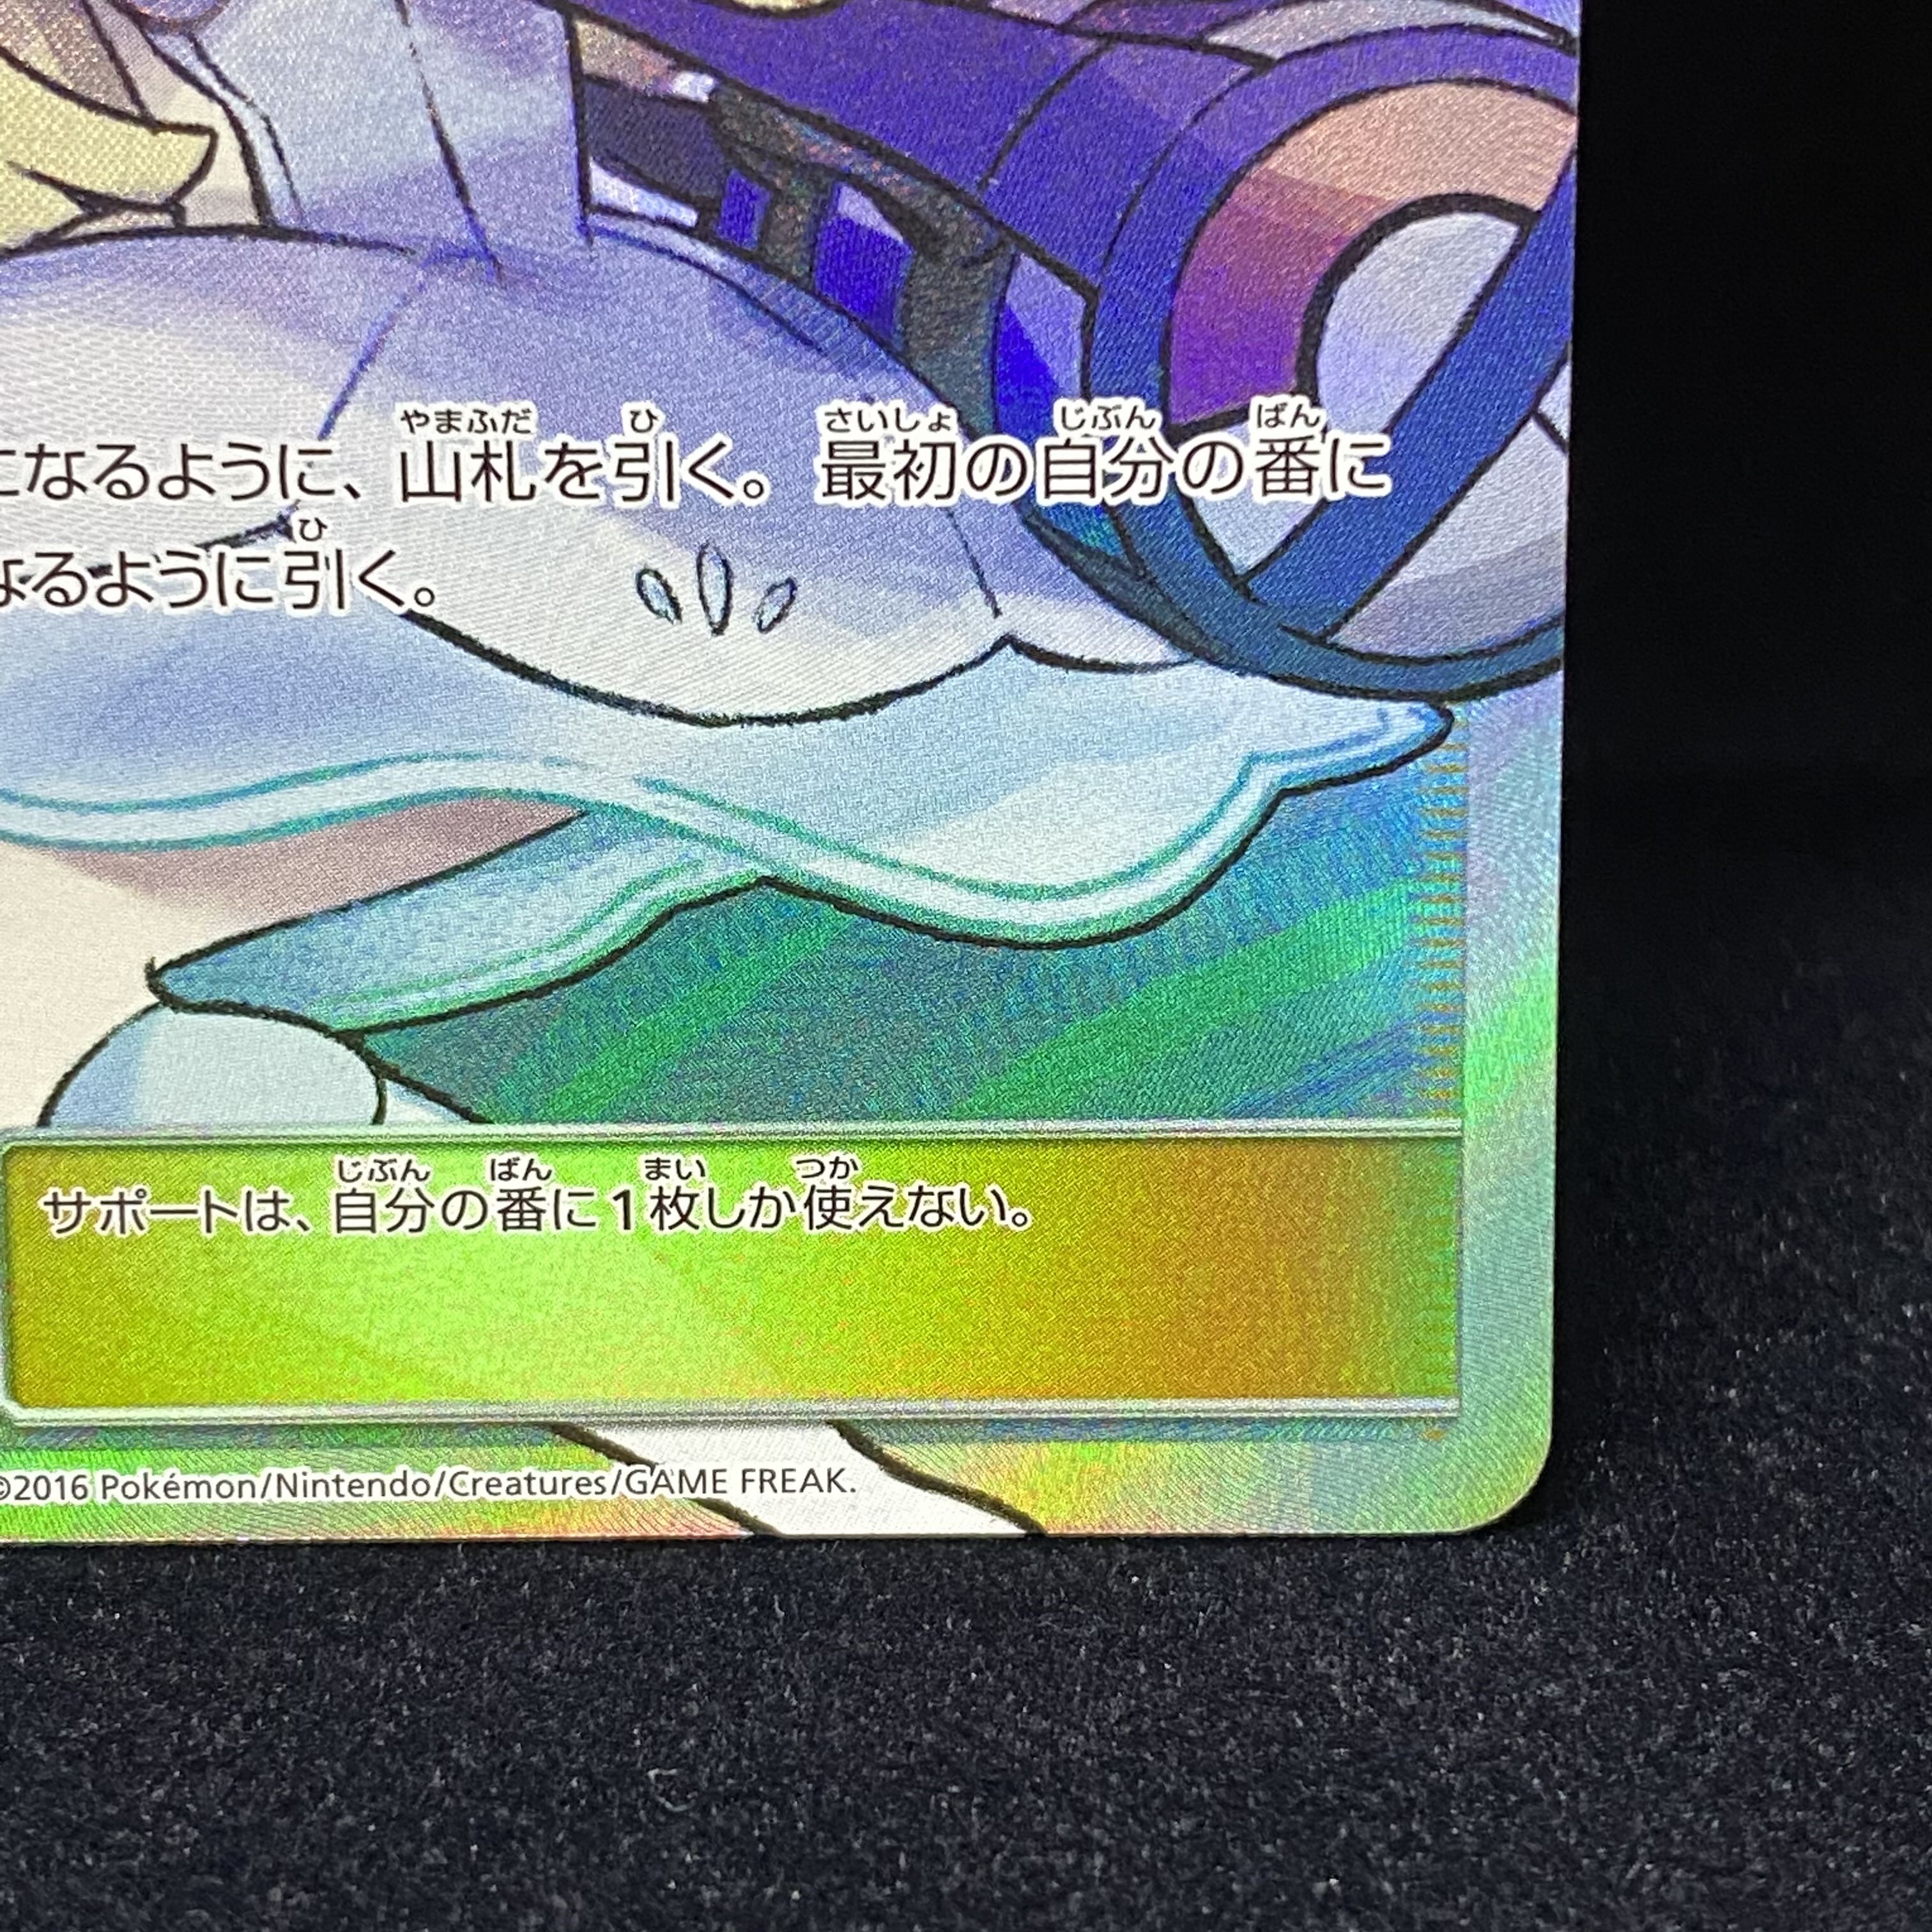 になるように、山札を引く。最初の自分の番に
なるように引く。
サポートは、自分の番に1枚しか使えない。
©2016 Pokémon/Nintendo/Creatures/GAME FREAK.